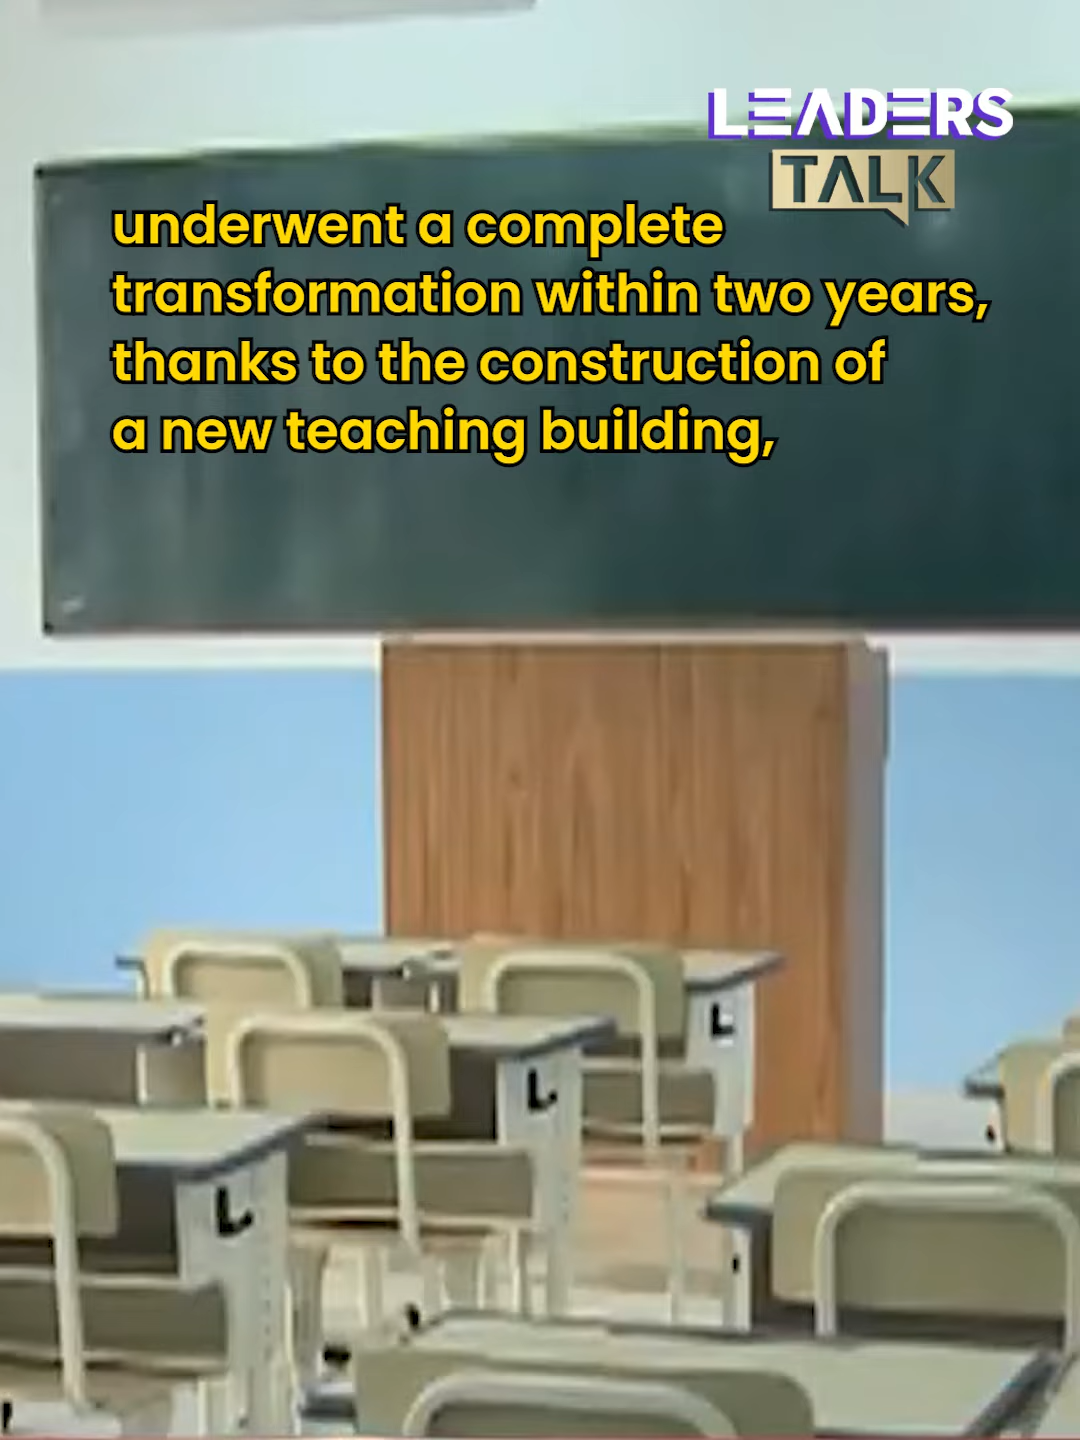 LEADERS
TALK
underwent a complete
transformation within two years,
thanks to the construction of
a new teaching building,